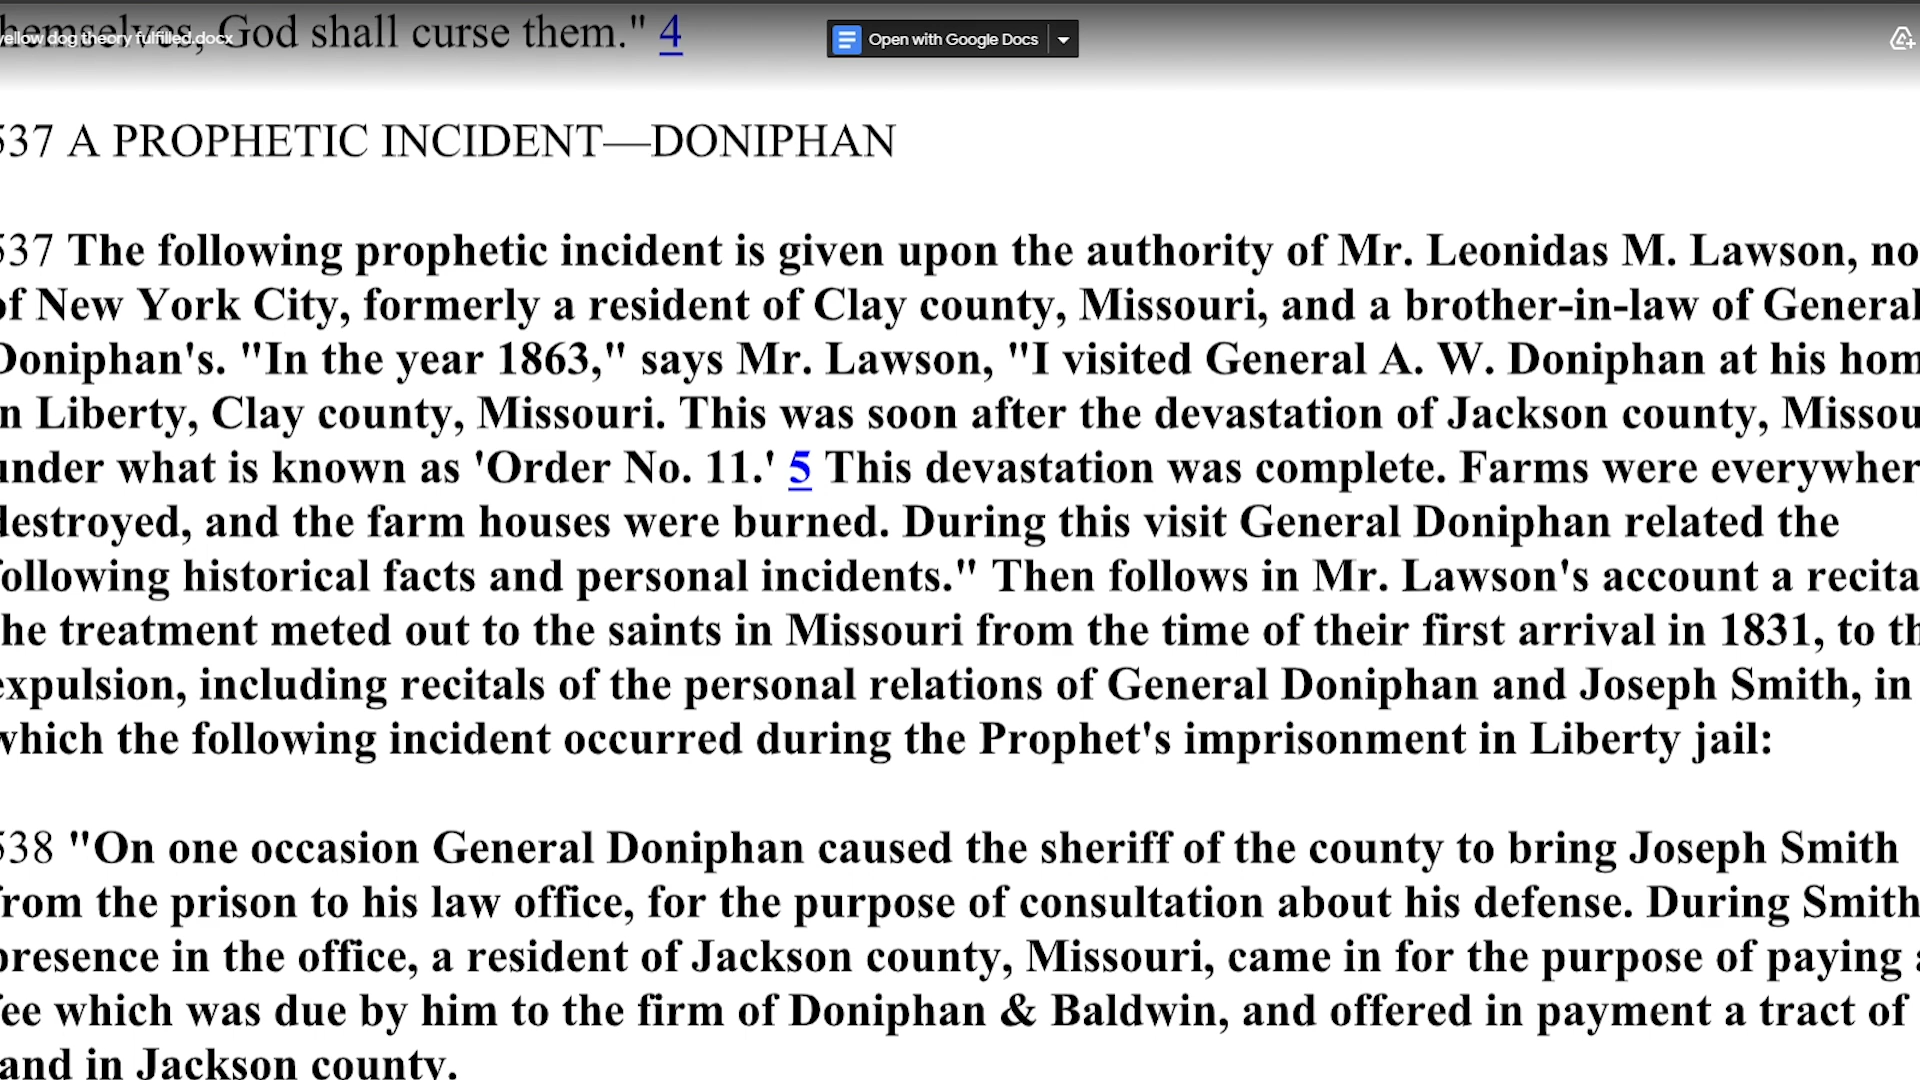 themselves, God shall curse them." 4
yellow dog theory fulfilled.docx
Open with Google Docs
537 A PROPHETIC INCIDENT—DONIPHAN
537 The following prophetic incident is given upon the authority of Mr. Leonidas M. Lawson, no
of New York City, formerly a resident of Clay county, Missouri, and a brother-in-law of General
Doniphan's. "In the year 1863," says Mr. Lawson, "I visited General A. W. Doniphan at his hom
in Liberty, Clay county, Missouri. This was soon after the devastation of Jackson county, Missou
under what is known as 'Order No. 11.' 5 This devastation was complete. Farms were everywher
destroyed, and the farm houses were burned. During this visit General Doniphan related the
following historical facts and personal incidents." Then follows in Mr. Lawson's account a recita
the treatment meted out to the saints in Missouri from the time of their first arrival in 1831, to th
expulsion, including recitals of the personal relations of General Doniphan and Joseph Smith, in
which the following incident occurred during the Prophet's imprisonment in Liberty jail:
538 "On one occasion General Doniphan caused the sheriff of the county to bring Joseph Smith
from the prison to his law office, for the purpose of consultation about his defense. During Smith
presence in the office, a resident of Jackson county, Missouri, came in for the purpose of paying a
fee which was due by him to the firm of Doniphan & Baldwin, and offered in payment a tract of
land in Jackson county.